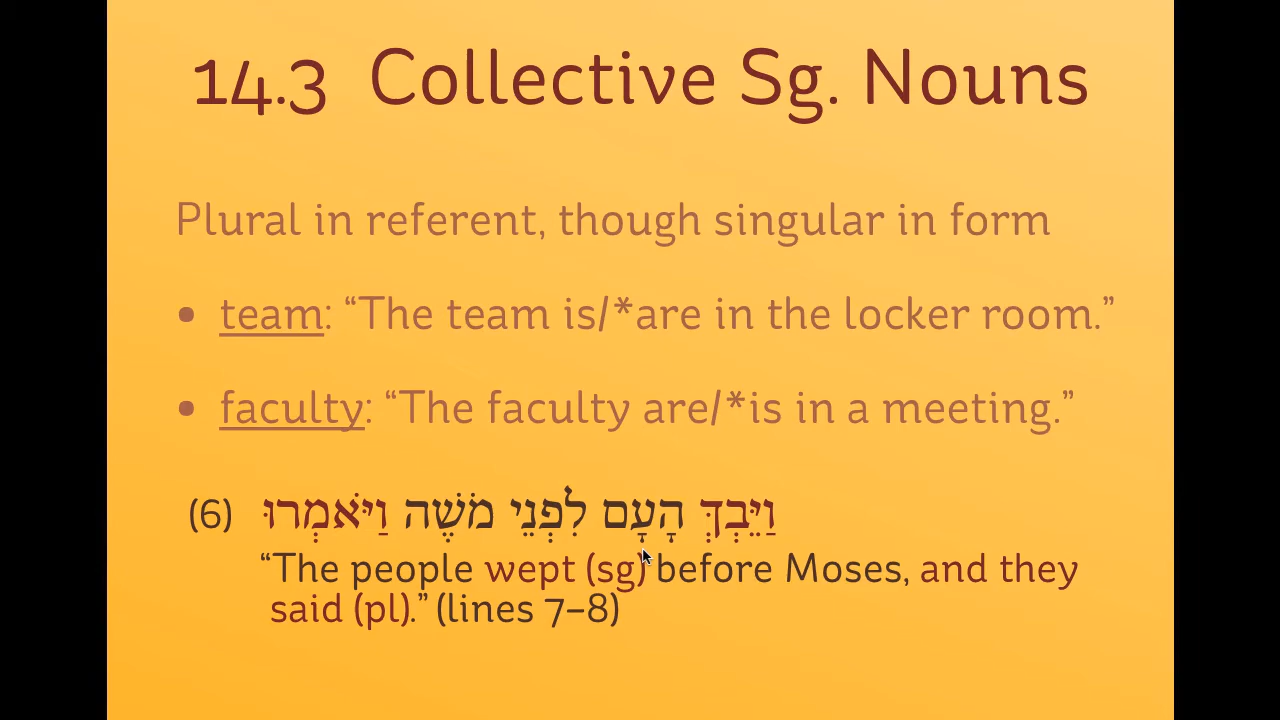 14.3 Collective Sg. Nouns
Plural in referent, though singular in form
• team: “The team is/*are in the locker room.”
• faculty: “The faculty are/*is in a meeting.”
(6) וַיֵּבְךְּ הָעָם לִפְנֵי מֹשֶׁה וַיֹּאמְרוּ
“The people wept (sg) before Moses, and they
said (pl).” (lines 7–8)